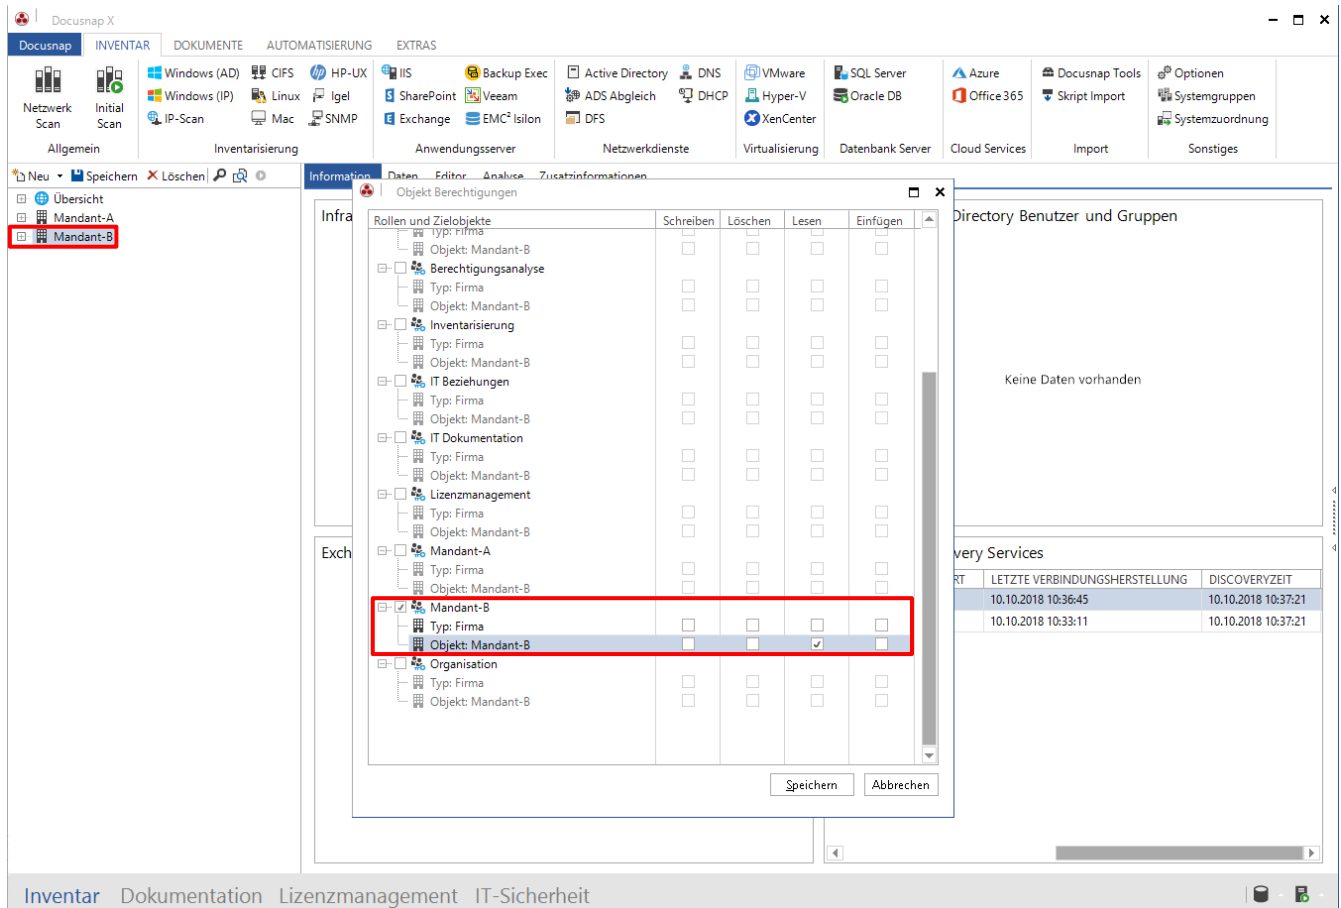 Docusnap X
Docusnap INVENTAR DOKUMENTE AUTOMATISIERUNG EXTRAS
Netzwerk Scan
Initial Scan
Allgemein
Windows (AD) CIFS HP-UX
Windows (IP) Linux Igel
IP-Scan Mac SNMP
Inventarisierung
IIS Backup Exec
SharePoint Veeam
Exchange EMC² Isilon
Anwendungsserver
Active Directory DNS
ADS Abgleich DHCP
DFS
Netzwerkdienste
VMware
Hyper-V
XenCenter
Virtualisierung
SQL Server
Oracle DB
Datenbank Server
Azure
Office 365
Cloud Services
Docusnap Tools
Skript Import
Import
Optionen
Systemgruppen
Systemzuordnung
Sonstiges
Neu Speichern Löschen
Übersicht
Mandant-A
Mandant-B
Information Daten Editor Analyse Zusatzinformationen
Infra
Exch
Directory Benutzer und Gruppen
Keine Daten vorhanden
very Services
RT LETZTE VERBINDUNGSHERSTELLUNG DISCOVERYZEIT
10.10.2018 10:36:45 10.10.2018 10:37:21
10.10.2018 10:33:11 10.10.2018 10:37:21
Objekt Berechtigungen
Rollen und Zielobjekte Schreiben Löschen Lesen Einfügen
Typ: Firma
Objekt: Mandant-B
Berechtigungsanalyse
Typ: Firma
Objekt: Mandant-B
Inventarisierung
Typ: Firma
Objekt: Mandant-B
IT Beziehungen
Typ: Firma
Objekt: Mandant-B
IT Dokumentation
Typ: Firma
Objekt: Mandant-B
Lizenzmanagement
Typ: Firma
Objekt: Mandant-B
Mandant-A
Typ: Firma
Objekt: Mandant-B
Mandant-B
Typ: Firma
Objekt: Mandant-B
Organisation
Typ: Firma
Objekt: Mandant-B
Speichern Abbrechen
Inventar Dokumentation Lizenzmanagement IT-Sicherheit